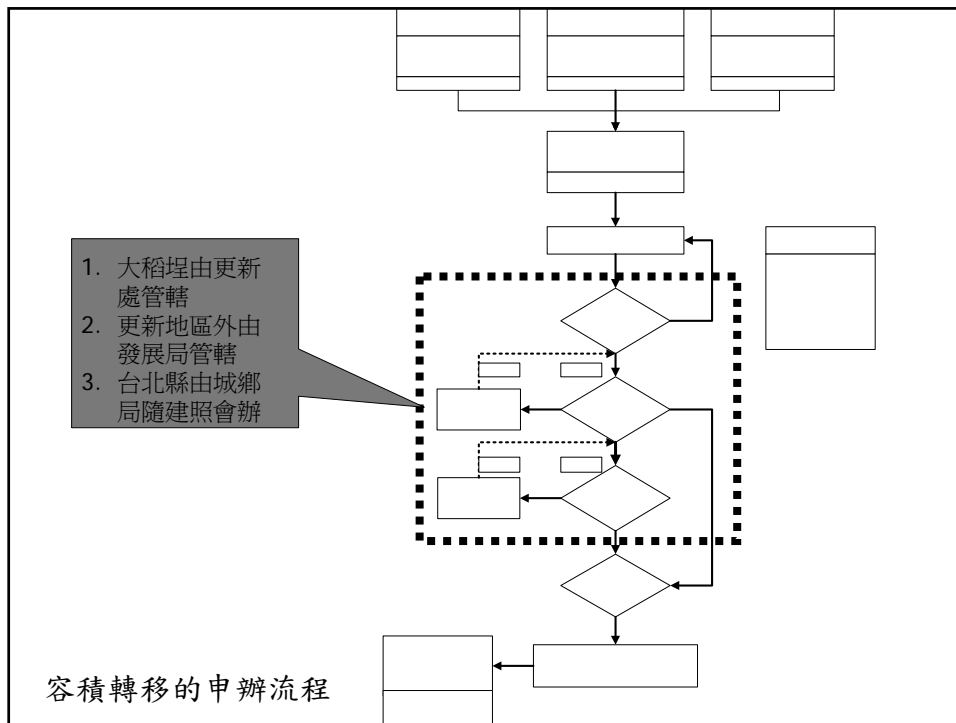 1. 大稻埕由更新
處管轄
2. 更新地區外由
發展局管轄
3. 台北縣由城鄉
局隨建照會辦
容積轉移的申辦流程